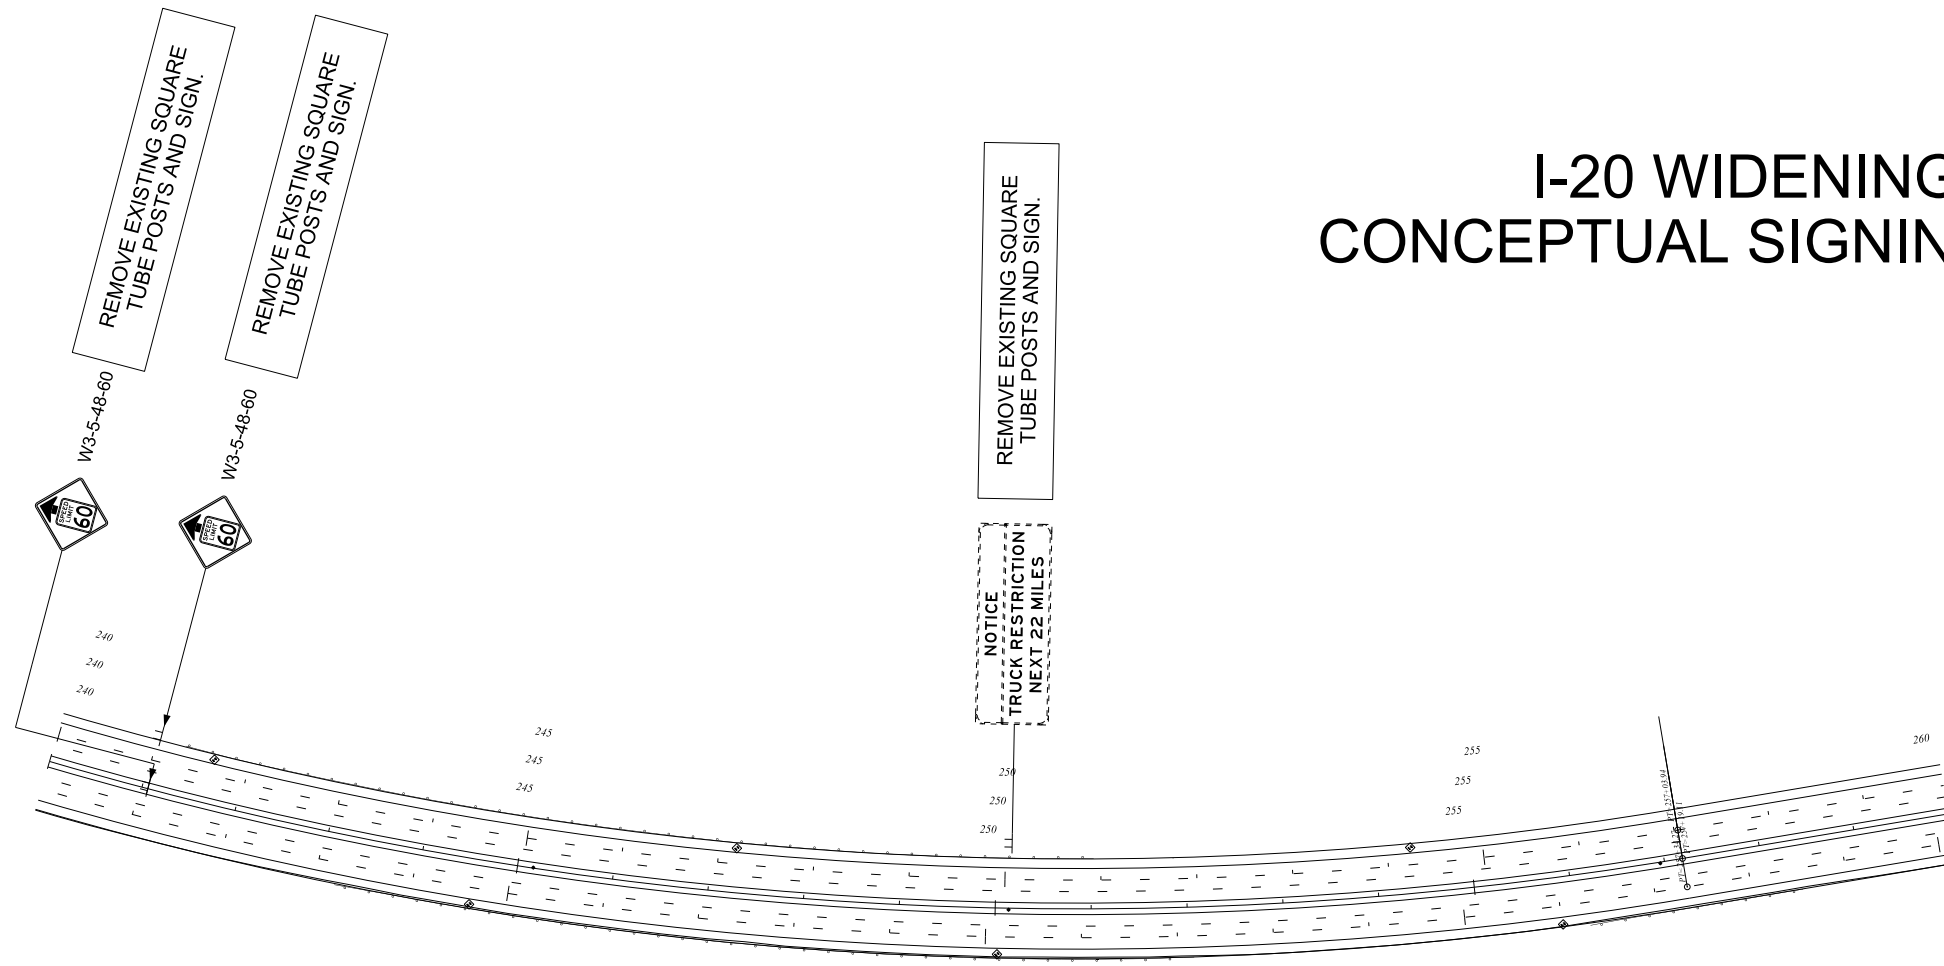 I-20 WIDENING
CONCEPTUAL SIGNIN
REMOVE EXISTING SQUARE
TUBE POSTS AND SIGN.
REMOVE EXISTING SQUARE
TUBE POSTS AND SIGN.
REMOVE EXISTING SQUARE
TUBE POSTS AND SIGN.
W3-5-48-60
W3-5-48-60
SPEED
LIMIT
60
SPEED
LIMIT
60
NOTICE
TRUCK RESTRICTION
NEXT 22 MILES
240
240
240
245
245
245
250
250
250
255
255
255
260